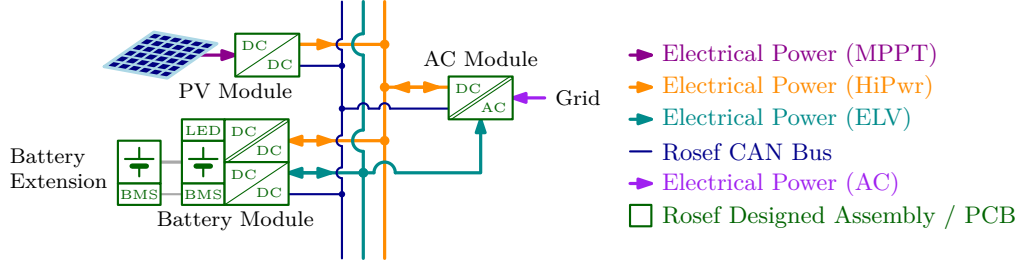 DC
DC
PV Module
AC Module
DC
AC
Grid
LED
DC
DC
Battery
Extension
DC
DC
BMS
BMS
Battery Module
Electrical Power (MPPT)
Electrical Power (HiPwr)
Electrical Power (ELV)
Rosef CAN Bus
Electrical Power (AC)
Rosef Designed Assembly / PCB